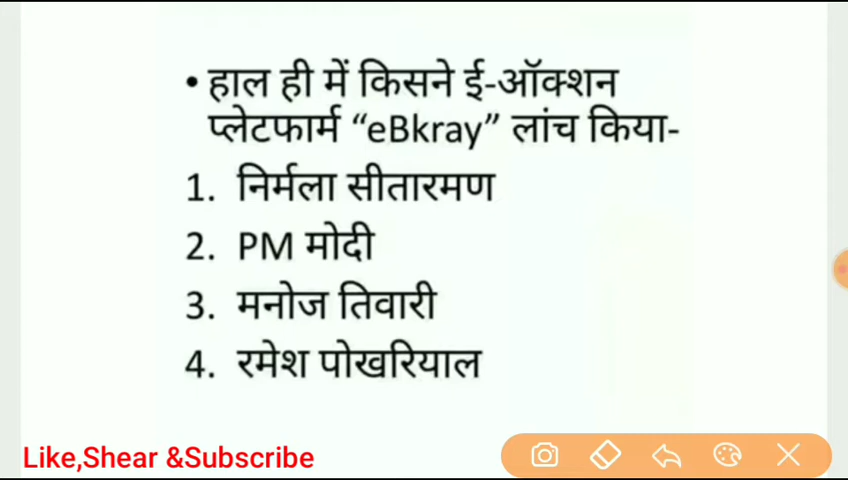 • हाल ही में किसने ई-ऑक्शन
प्लेटफार्म “eBkray” लांच किया-
1. निर्मला सीतारमण
2. PM मोदी
3. मनोज तिवारी
4. रमेश पोखरियाल
Like,Shear &Subscribe